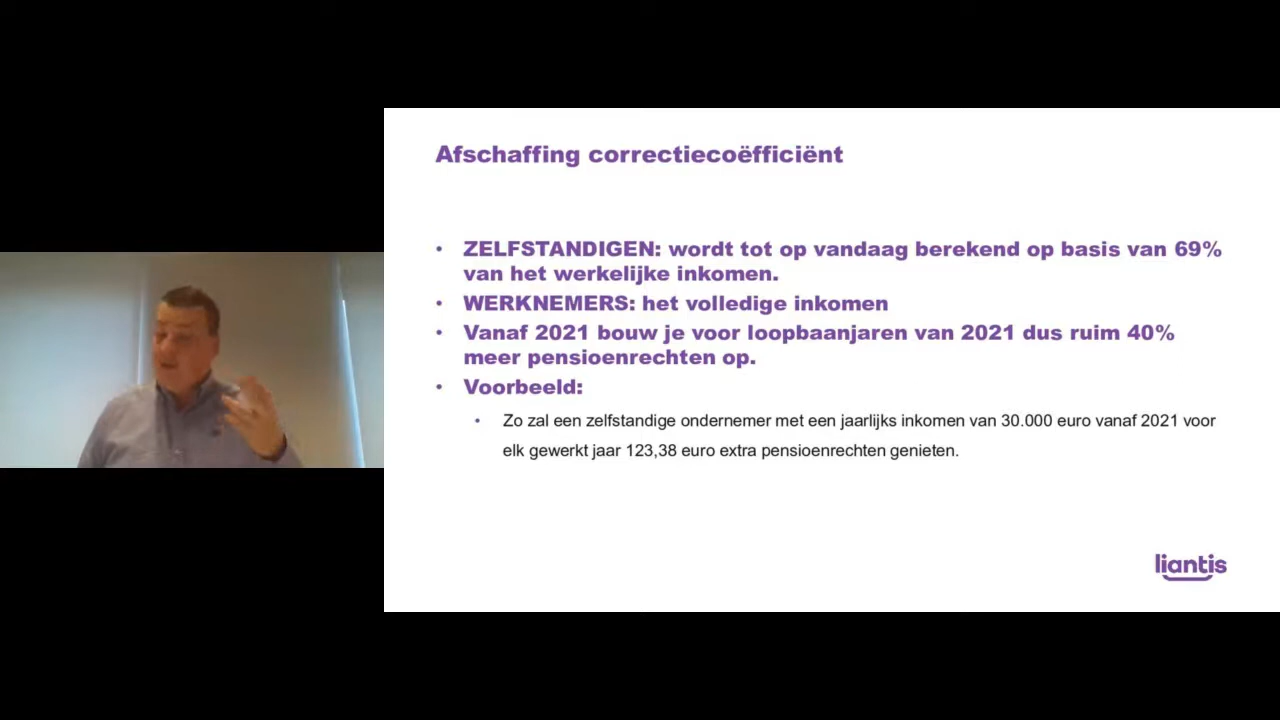 Afschaffing correctiecoëfficiënt
• ZELFSTANDIGEN: wordt tot op vandaag berekend op basis van 69%
van het werkelijke inkomen.
• WERKNEMERS: het volledige inkomen
• Vanaf 2021 bouw je voor loopbaanjaren van 2021 dus ruim 40%
meer pensioenrechten op.
• Voorbeeld:
• Zo zal een zelfstandige ondernemer met een jaarlijks inkomen van 30.000 euro vanaf 2021 voor
elk gewerkt jaar 123,38 euro extra pensioenrechten genieten.
liantis